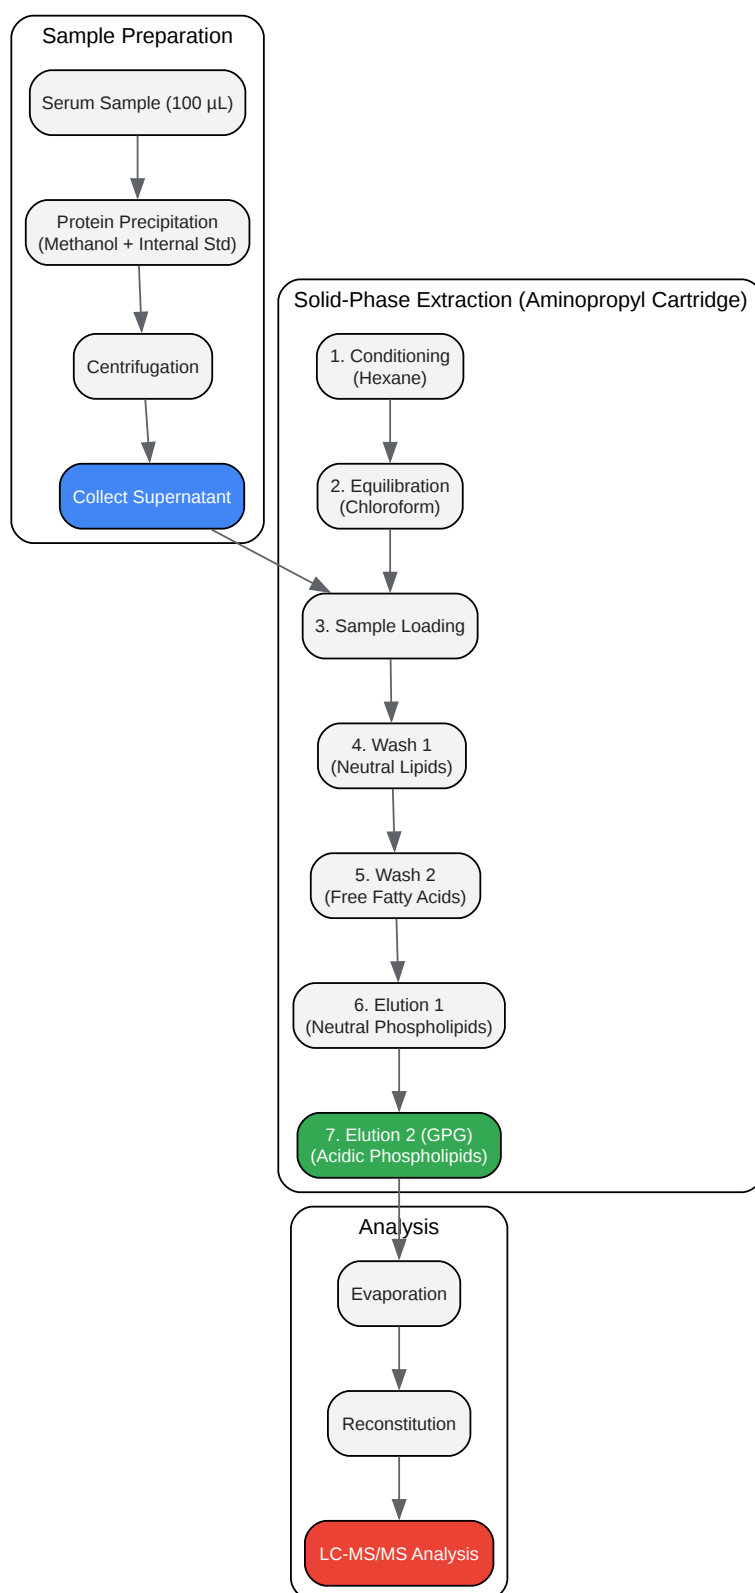 Sample Preparation
Serum Sample (100 µL)
Protein Precipitation
(Methanol + Internal Std)
Centrifugation
Collect Supernatant
Solid-Phase Extraction (Aminopropyl Cartridge)
1. Conditioning
(Hexane)
2. Equilibration
(Chloroform)
3. Sample Loading
4. Wash 1
(Neutral Lipids)
5. Wash 2
(Free Fatty Acids)
6. Elution 1
(Neutral Phospholipids)
7. Elution 2 (GPG)
(Acidic Phospholipids)
Analysis
Evaporation
Reconstitution
LC-MS/MS Analysis